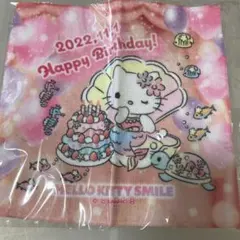 2022.11.1
Happy Birthday!
HELLO KITTY SMILE